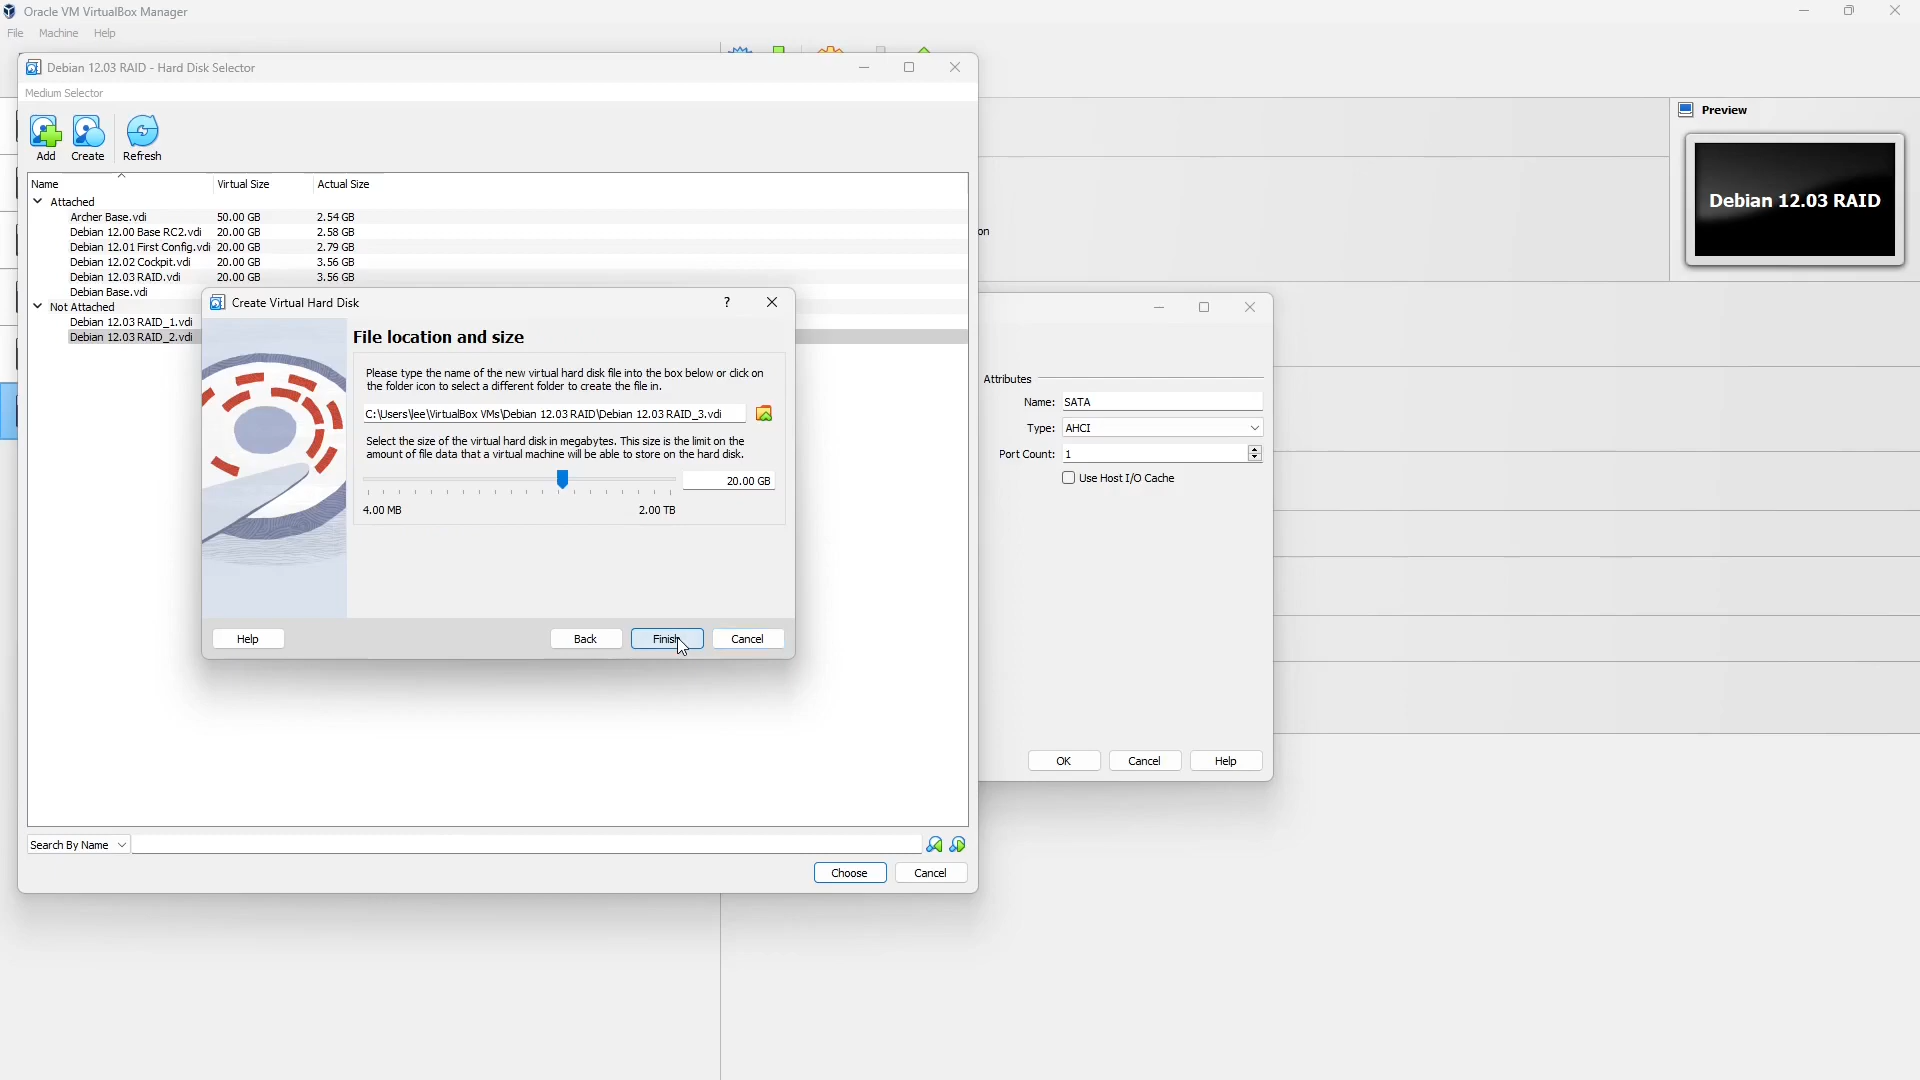 Oracle VM VirtualBox Manager
File Machine Help
Debian 12.03 RAID - Hard Disk Selector
Medium Selector
Add Create Refresh
Name Virtual Size Actual Size
Attached
Archer Base.vdi 50.00 GB 2.54 GB
Debian 12.00 Base RC2.vdi 20.00 GB 2.58 GB
Debian 12.01 First Config.vdi 20.00 GB 2.79 GB
Debian 12.02 Cockpit.vdi 20.00 GB 3.56 GB
Debian 12.03 RAID.vdi 20.00 GB 3.56 GB
Debian Base.vdi
Not Attached
Debian 12.03 RAID_1.vdi
Debian 12.03 RAID_2.vdi
Create Virtual Hard Disk ?
File location and size
Please type the name of the new virtual hard disk file into the box below or click on
the folder icon to select a different folder to create the file in.
C:\Users\lee\VirtualBox VMs\Debian 12.03 RAID\Debian 12.03 RAID_3.vdi
Select the size of the virtual hard disk in megabytes. This size is the limit on the
amount of file data that a virtual machine will be able to store on the hard disk.
20.00 GB
4.00 MB 2.00 TB
Help Back Finish Cancel
Search By Name
Choose Cancel
on
Attributes
Name: SATA
Type: AHCI
Port Count: 1
Use Host I/O Cache
OK Cancel Help
Preview
Debian 12.03 RAID